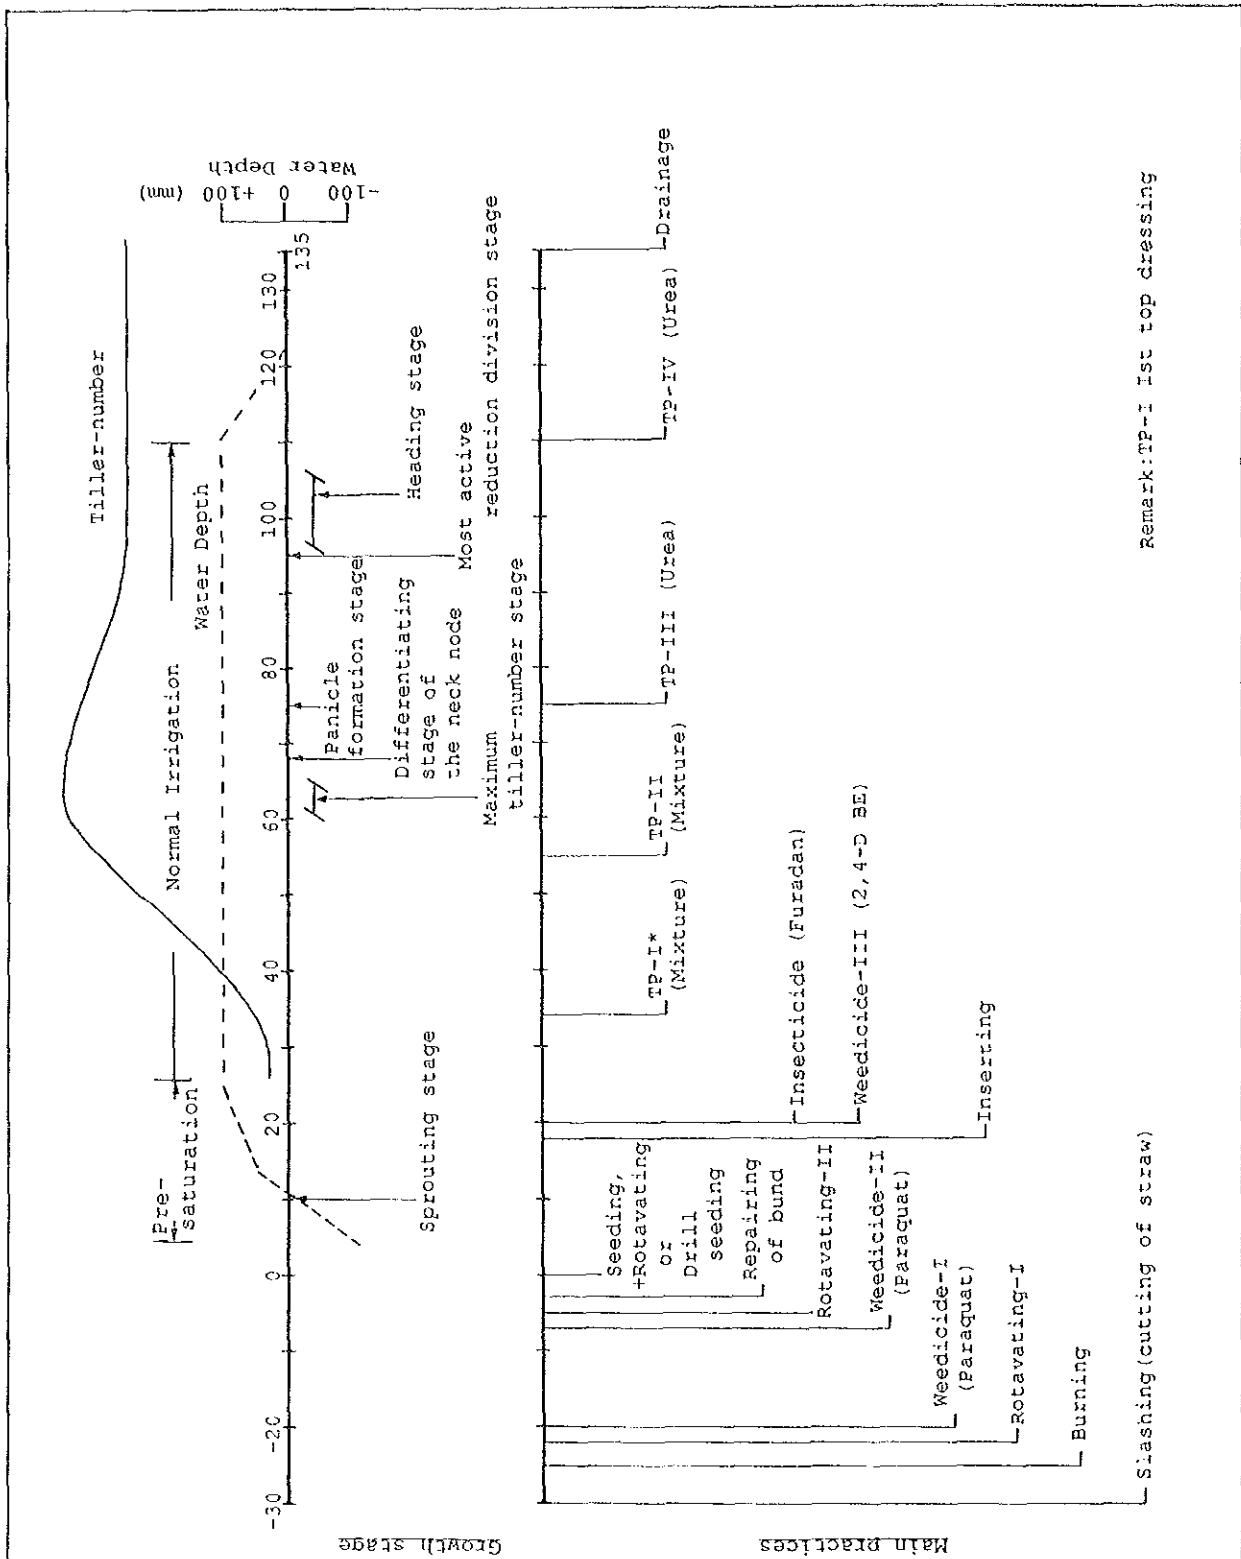 Tiller-number
Pre-
saturation
Normal Irrigation
Water Depth
(mm)
+100
0
-100
Water Depth
Growth stage
-30
-20
0
20
40
60
80
100
120
130
135
Sprouting stage
Maximum
tiller-number stage
Differentiating
stage of
the neck node
Panicle
formation stage
Most active
reduction division stage
Heading stage
Main practices
Slashing(cutting of straw)
Burning
Rotavating-I
Weedicide-I
(Paraquat)
Weedicide-II
(Paraquat)
Rotavating-II
Repairing
of bund
Seeding,
+Rotavating
or
Drill
seeding
Inserting
Weedicide-III (2,4-D BE)
Insecticide (Furadan)
TP-I*
(Mixture)
TP-II
(Mixture)
TP-III (Urea)
TP-IV (Urea)
Drainage
Remark:TP-I Ist top dressing